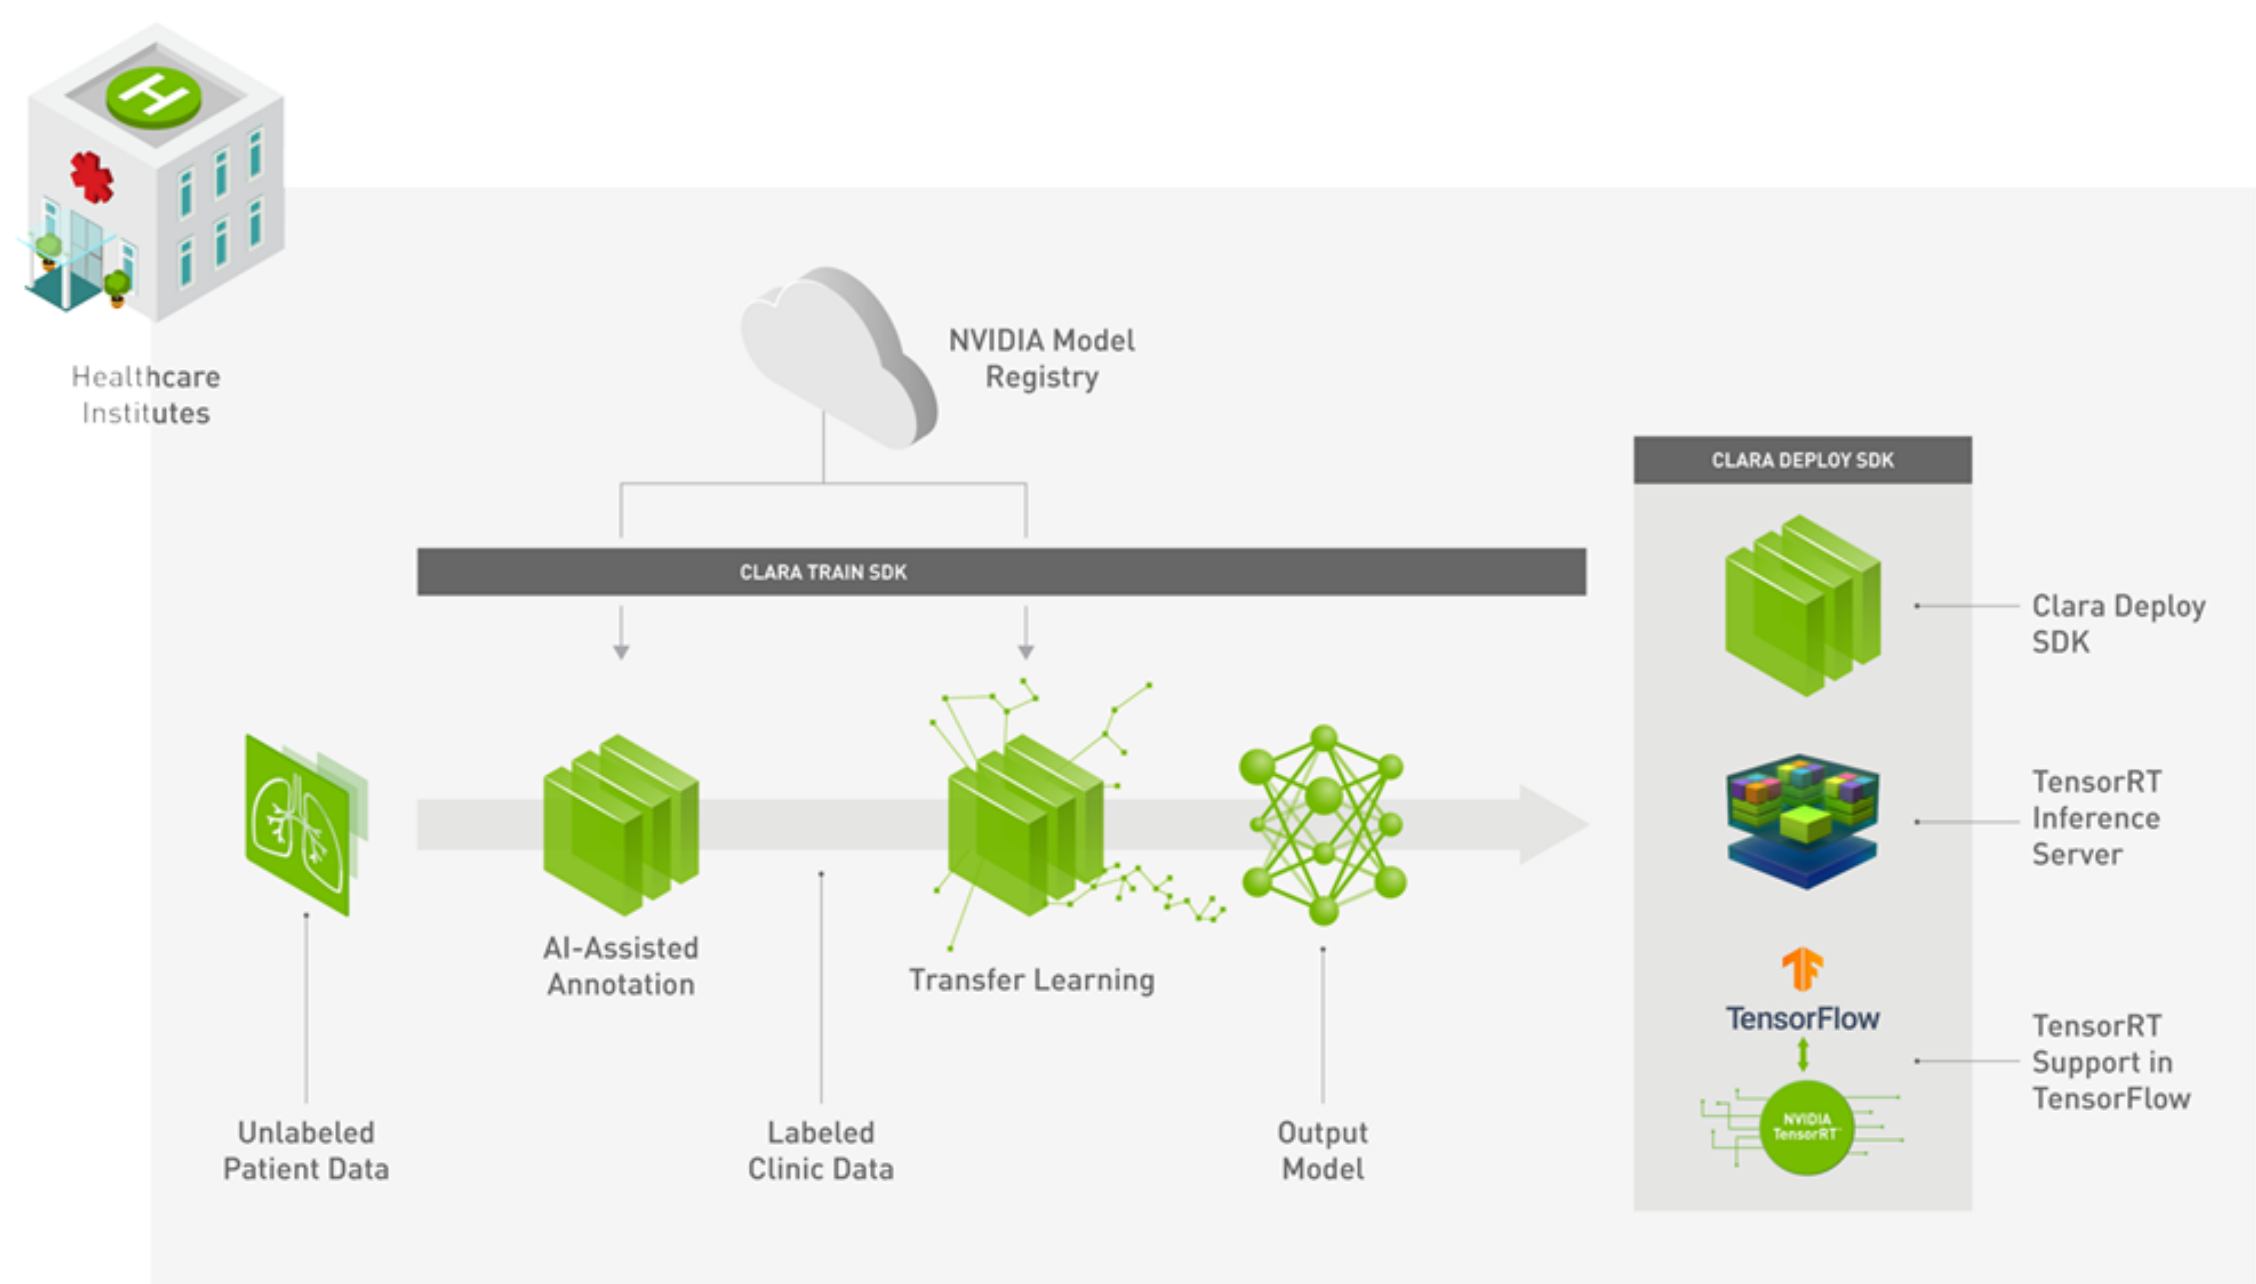 H
Healthcare
Institutes
NVIDIA Model
Registry
CLARA TRAIN SDK
AI-Assisted
Annotation
Transfer Learning
Unlabeled
Patient Data
Labeled
Clinic Data
Output
Model
CLARA DEPLOY SDK
Clara Deploy
SDK
TensorRT
Inference
Server
TensorFlow
NVIDIA
TensorRT
TensorRT
Support in
TensorFlow